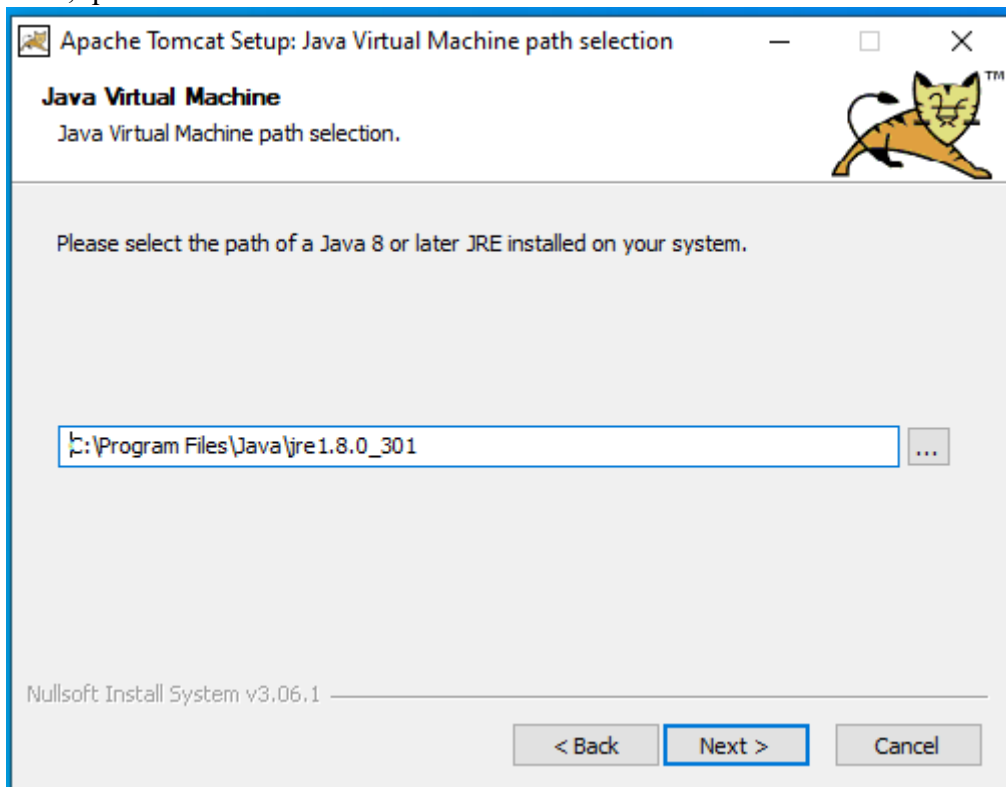 Apache Tomcat Setup: Java Virtual Machine path selection
Java Virtual Machine
Java Virtual Machine path selection.
TM
Please select the path of a Java 8 or later JRE installed on your system.
C:\Program Files\Java\jre1.8.0_301
...
Nullsoft Install System v3.06.1
< Back Next > Cancel